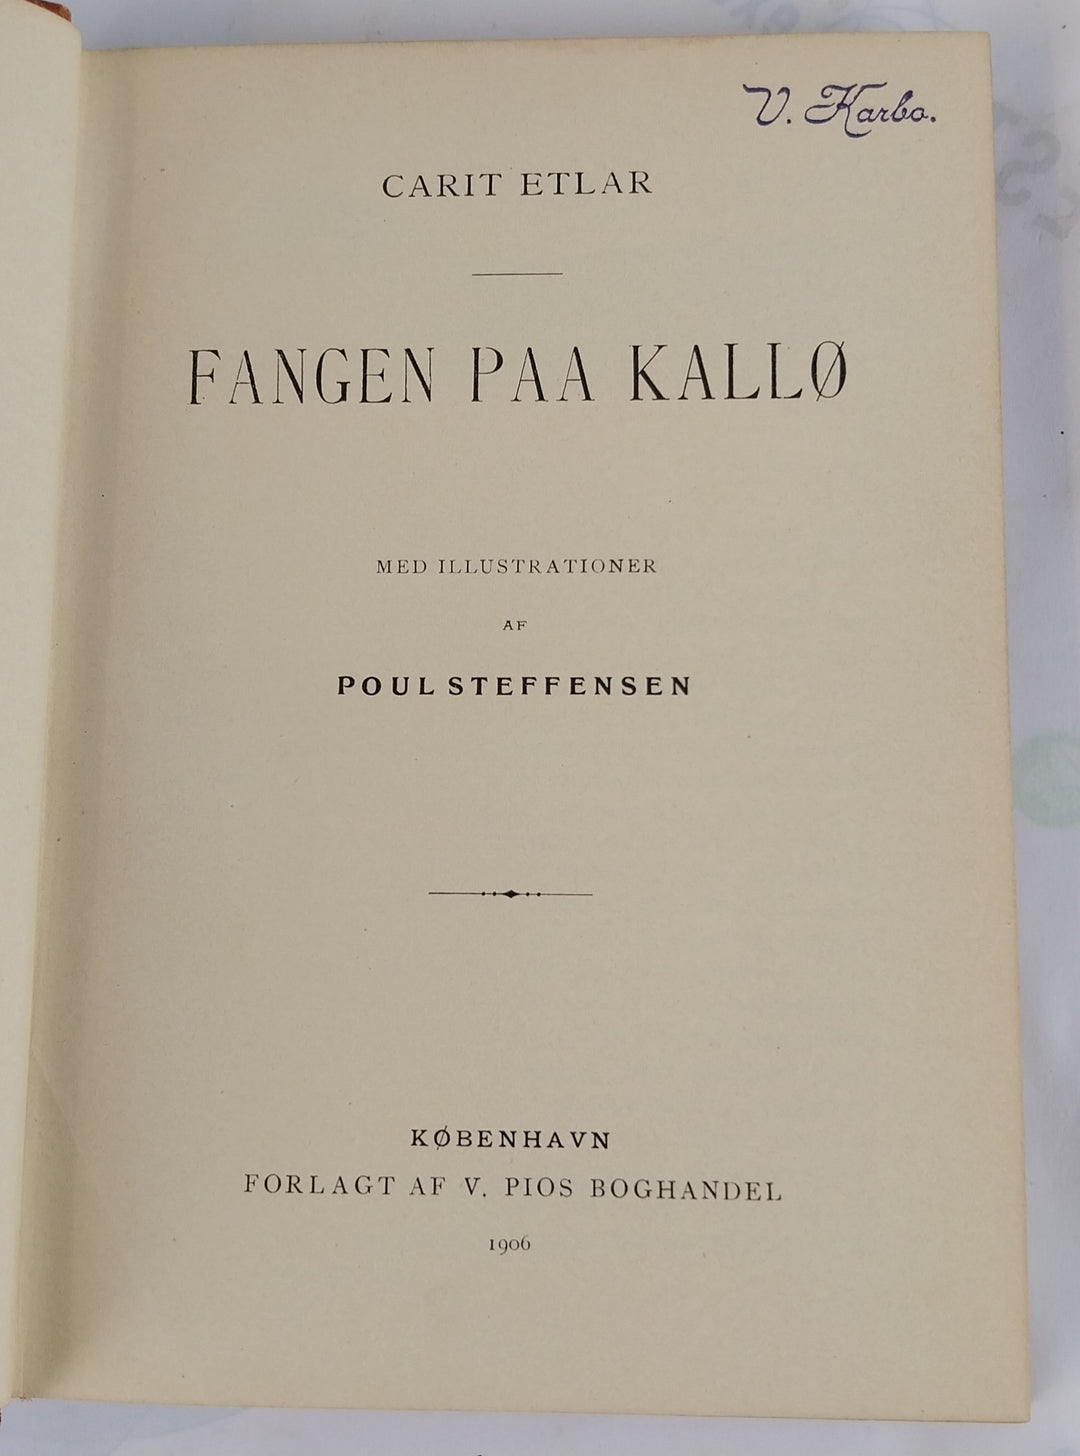 V. Karbo.
CARIT ETLAR
FANGEN PAA KALLØ
MED ILLUSTRATIONER
AF
POUL STEFFENSEN
KØBENHAVN
FORLAGT AF V. PIOS BOGHANDEL
1906